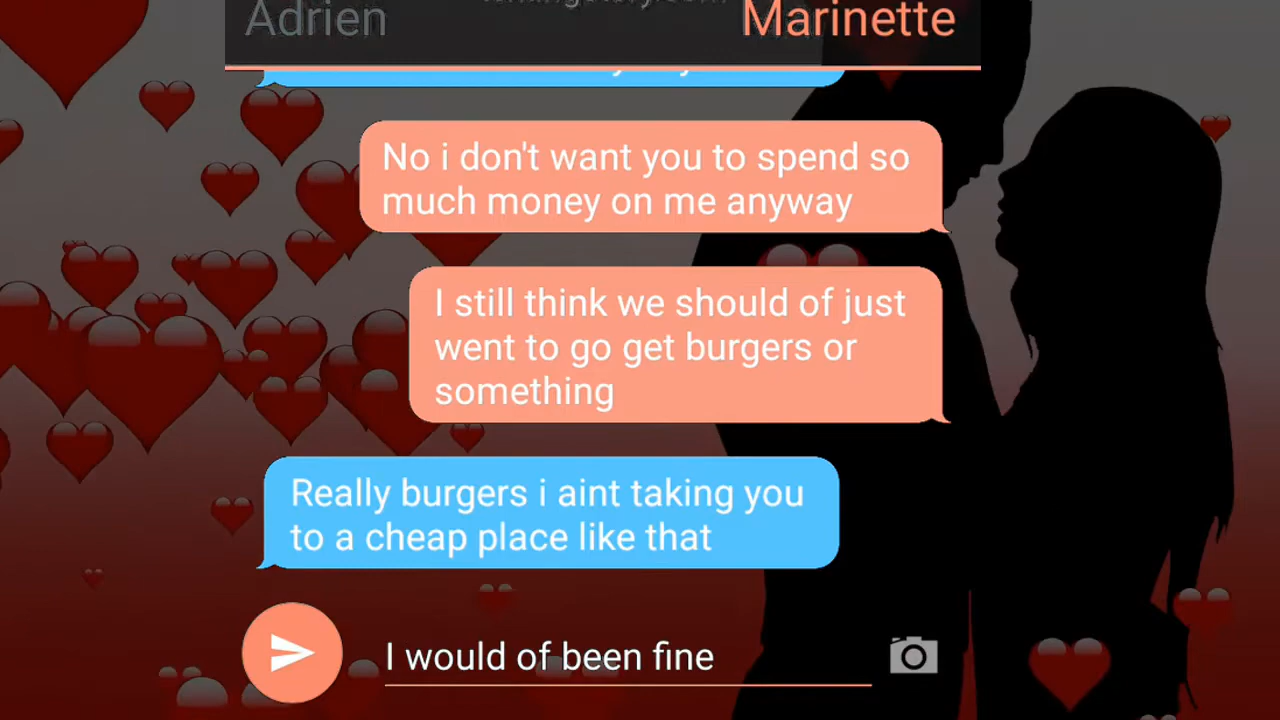 Adrien Marinette
No i don't want you to spend so
much money on me anyway
I still think we should of just
went to go get burgers or
something
Really burgers i aint taking you
to a cheap place like that
I would of been fine